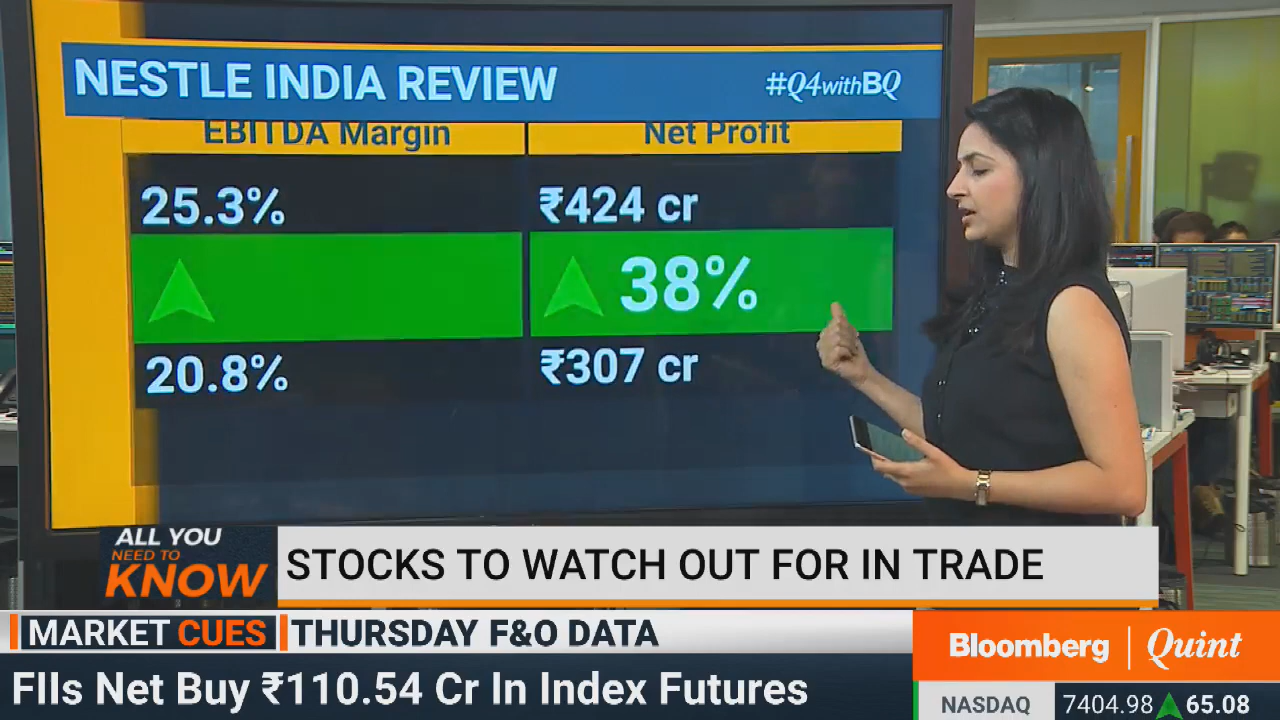 NESTLE INDIA REVIEW
#Q4withBQ
EBITDA Margin
Net Profit
25.3%
₹424 cr
38%
20.8%
₹307 cr
ALL YOU
NEED TO
KNOW
STOCKS TO WATCH OUT FOR IN TRADE
MARKET CUES
THURSDAY F&O DATA
Bloomberg | Quint
FIIs Net Buy ₹110.54 Cr In Index Futures
NASDAQ 7404.98 65.08